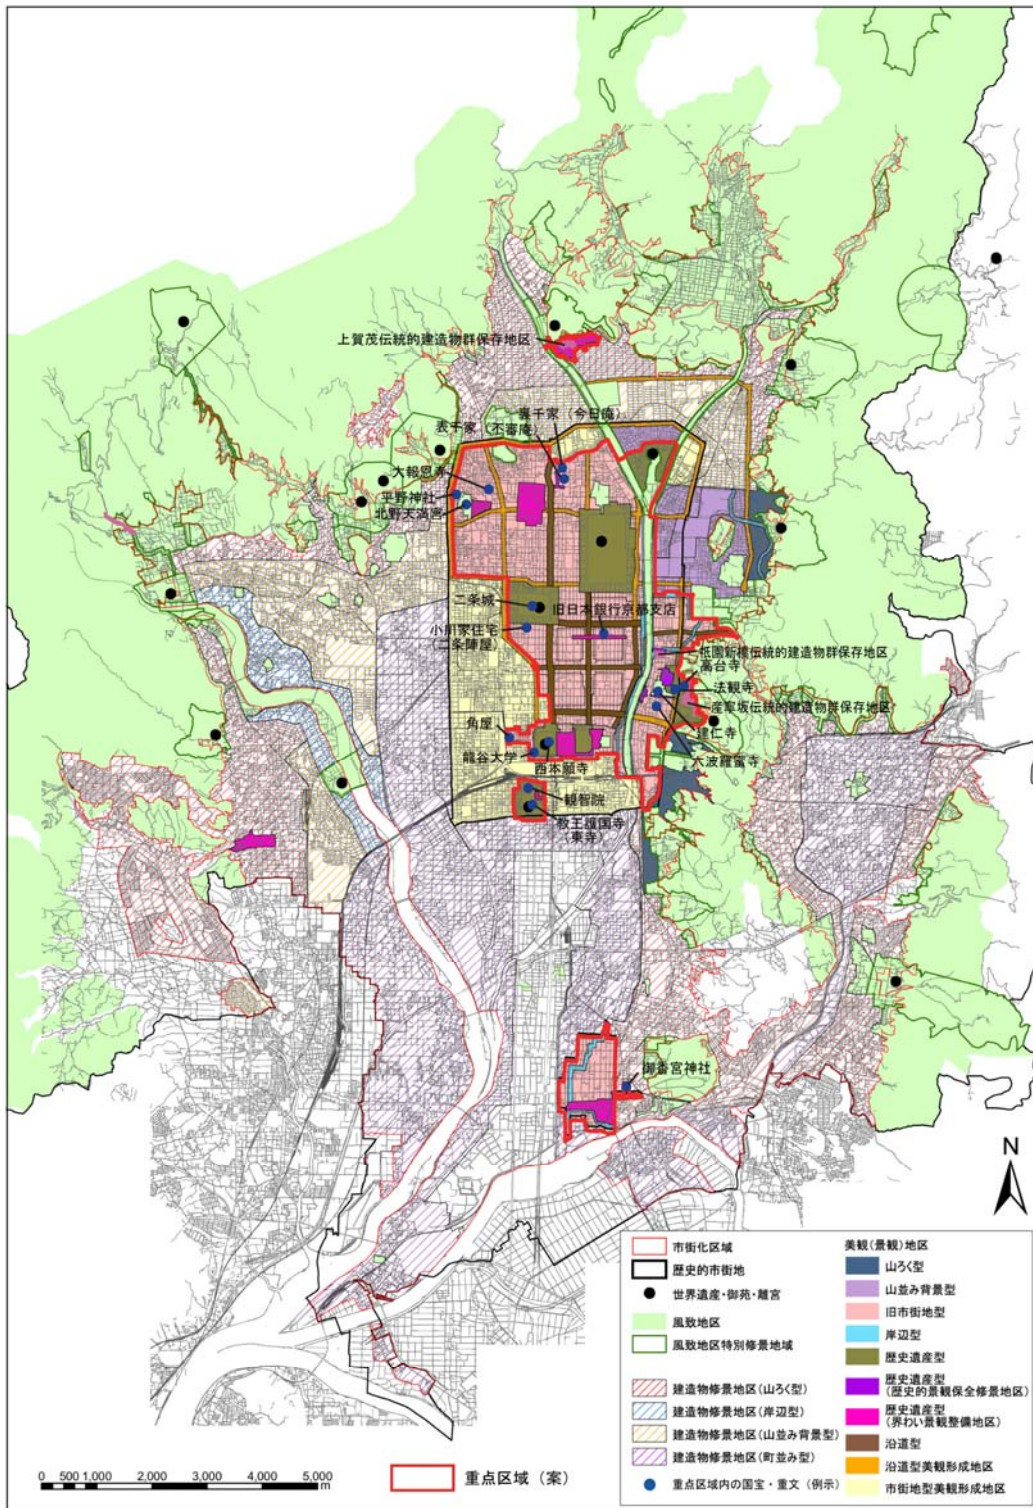 上賀茂伝統的建造物群保存地区
裏千家（今日庵）
表千家（不審庵）
大報恩寺
平野神社
北野天満宮
二条城
旧日本銀行京都支店
小川家住宅
（二条陣屋）
祇園新橋伝統的建造物群保存地区
高台寺
法観寺
産寧坂伝統的建造物群保存地区
建仁寺
六波羅蜜寺
角屋
龍谷大学
西本願寺
観智院
教王護国寺
（東寺）
御香宮神社
N
市街化区域
歴史的市街地
世界遺産・御苑・離宮
風致地区
風致地区特別修景地域
建造物修景地区(山ろく型)
建造物修景地区(岸辺型)
建造物修景地区(山並み背景型)
建造物修景地区(町並み型)
重点区域内の国宝・重文（例示）
美観(景観)地区
山ろく型
山並み背景型
旧市街地型
岸辺型
歴史遺産型
歴史遺産型
(歴史的景観保全修景地区)
歴史遺産型
(界わい景観整備地区)
沿道型
沿道型美観形成地区
市街地型美観形成地区
重点区域（案）
0 500 1,000 2,000 3,000 4,000 5,000
m